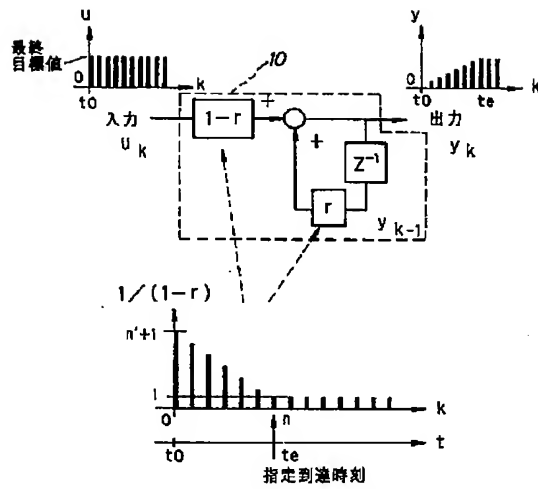 u
最終
目標値
0
t0
k
10
y
0
t0
te
k
入力
u k
1-r
+
+
Z⁻¹
r
y k-1
出力
y k
1/(1-r)
n'+1
1
0
n
k
t0
te
t
指定到達時刻